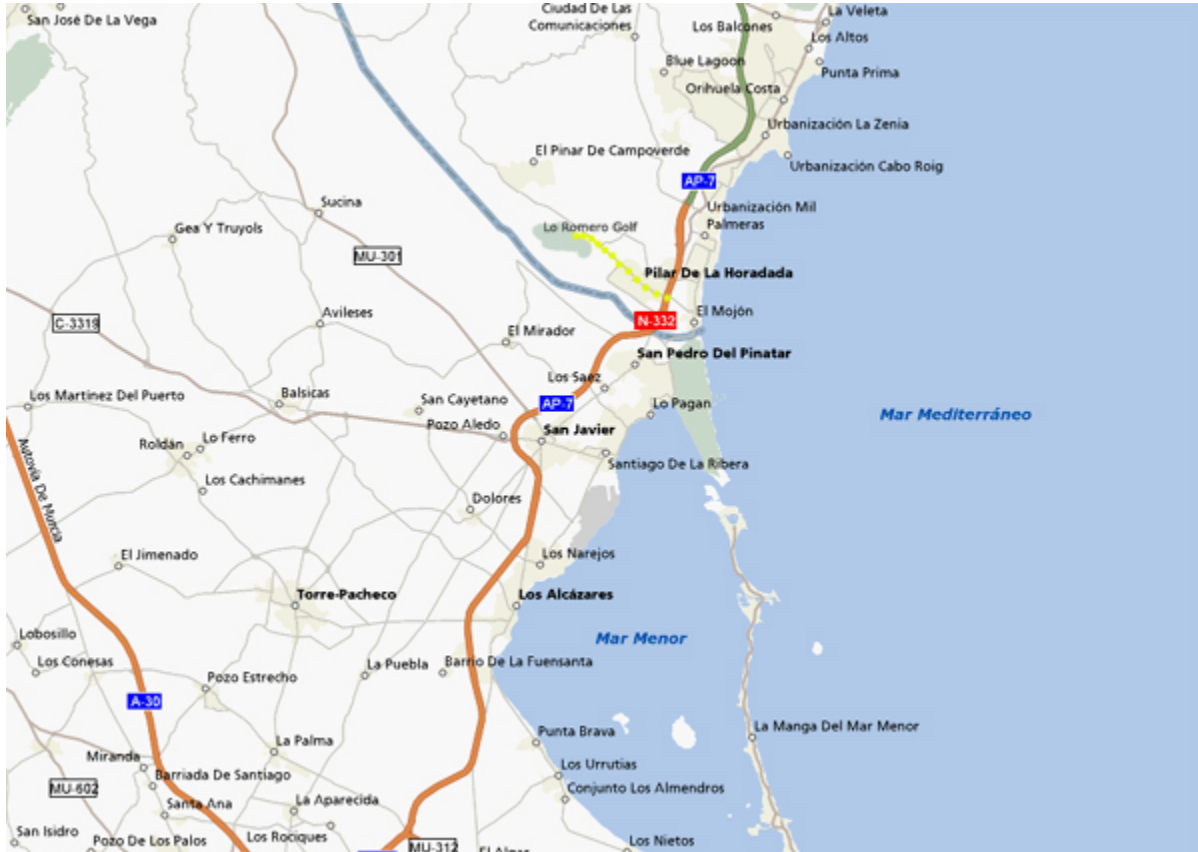 San José De La Vega
Ciudad De Las
Comunicaciones
Los Balcones
La Veleta
Los Altos
Blue Lagoon
Punta Prima
Orihuela Costa
Urbanización La Zenia
El Pinar De Campoverde
Urbanización Cabo Roig
AP-7
Sucina
Urbanización Mil
Palmeras
Gea Y Truyols
Lo Romero Golf
MU-301
Pilar De La Horadada
Avileses
El Mojón
C-3319
N-332
El Mirador
San Pedro Del Pinatar
Los Saez
Balsicas
Los Martinez Del Puerto
San Cayetano
AP-7
Lo Pagan
Mar Mediterráneo
Pozo Aledo
San Javier
Roldán
Lo Ferro
Santiago De La Ribera
Autovía De Murcia
Los Cachimanes
Dolores
El Jimenado
Los Narejos
Torre-Pacheco
Los Alcázares
Lobosillo
Mar Menor
Los Conesas
La Puebla
Barrio De La Fuensanta
Pozo Estrecho
A-30
La Manga Del Mar Menor
Punta Brava
La Palma
Miranda
Los Urrutias
Barriada De Santiago
MU-602
Conjunto Los Almendros
Santa Ana
La Aparecida
San Isidro
Pozo De Los Palos
Los Rociques
MU-312
Los Nietos
El Algar